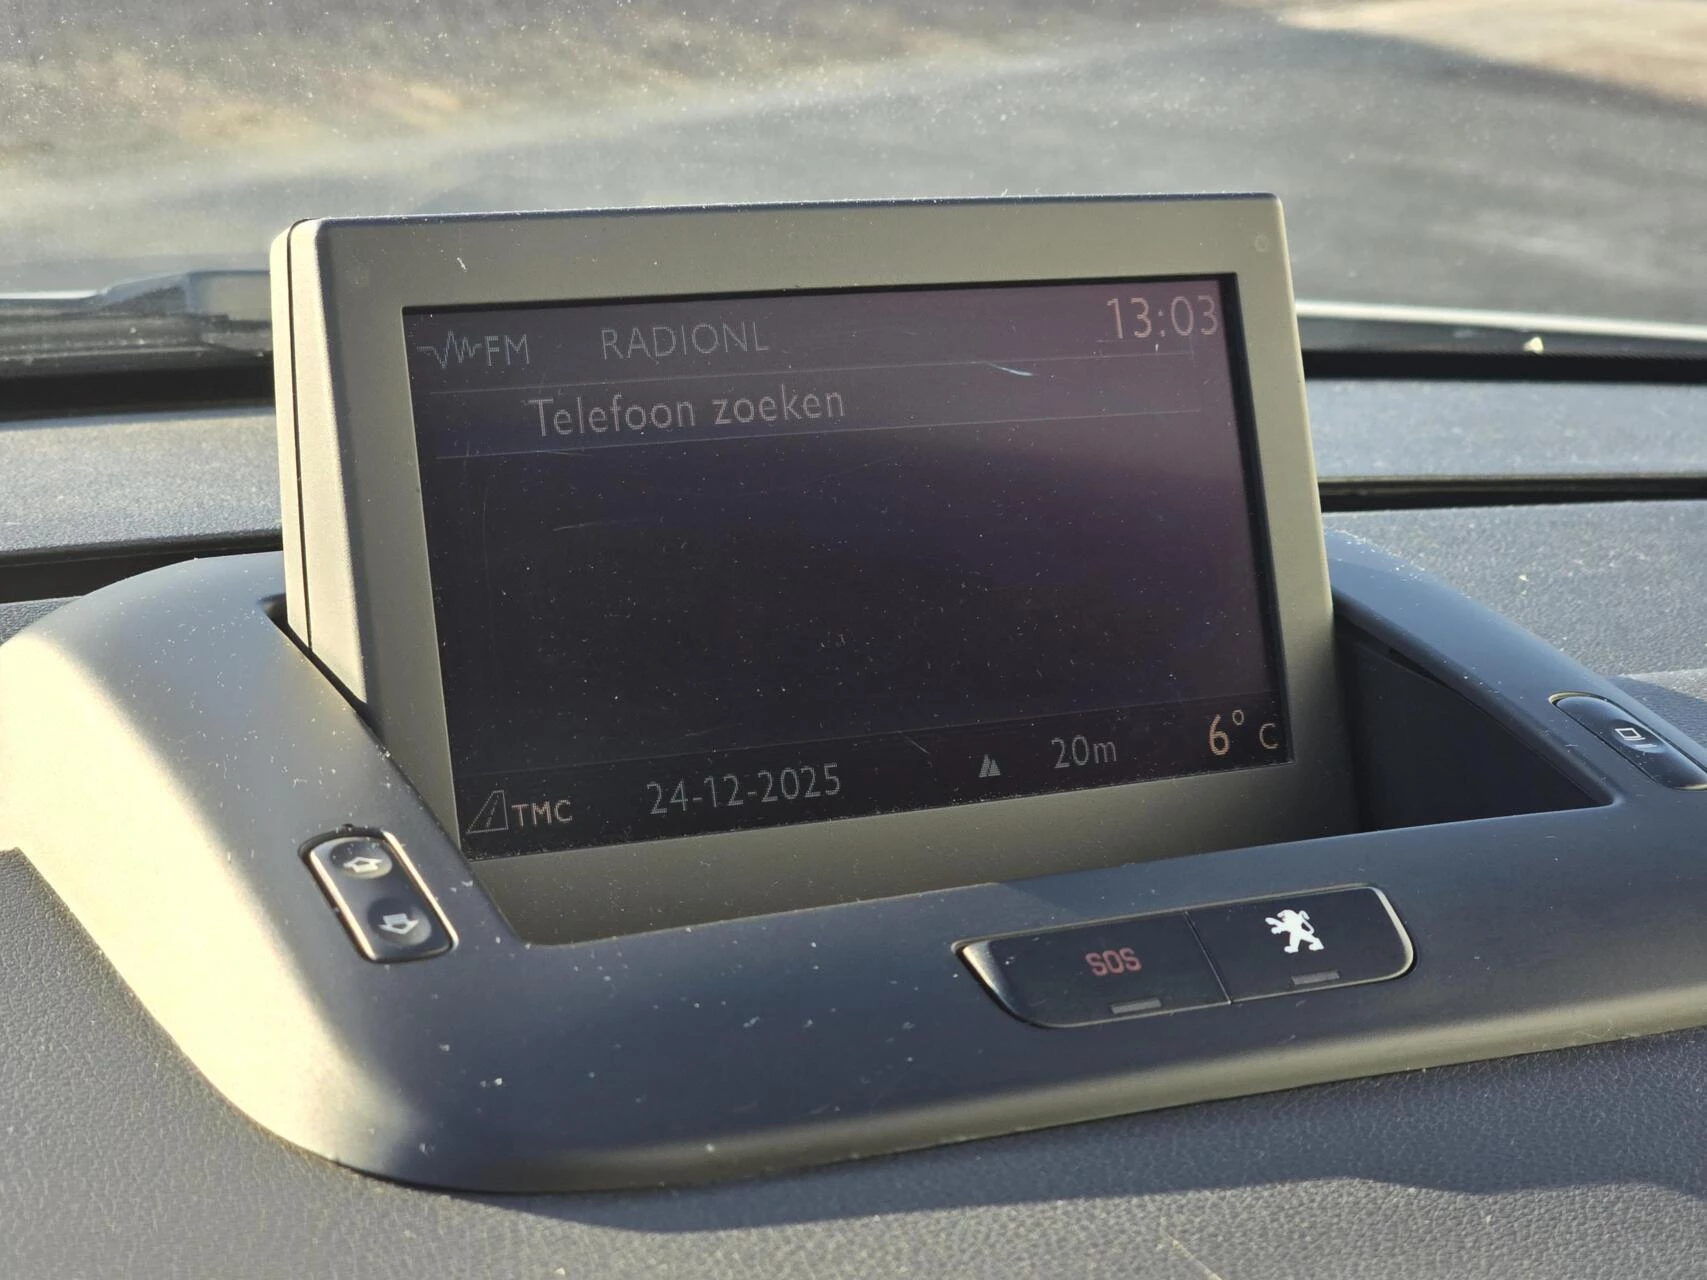 FM RADIONL 13:03
Telefoon zoeken
TMC 24-12-2025 20m 6° C
SOS